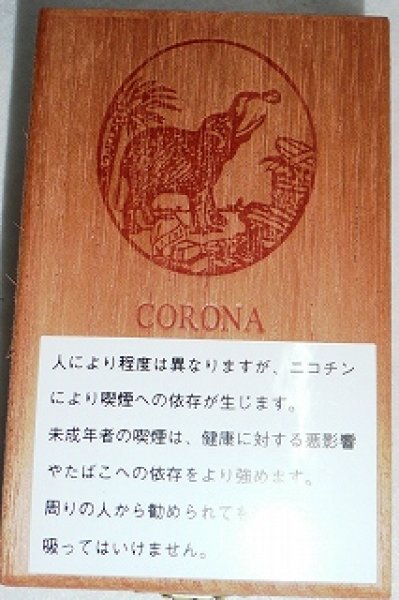 CORONA
人により程度は異なりますが、ニコチン
により喫煙への依存が生じます。
未成年者の喫煙は、健康に対する悪影響
やたばこへの依存をより強めます。
周りの人から勧められても
吸ってはいけません。